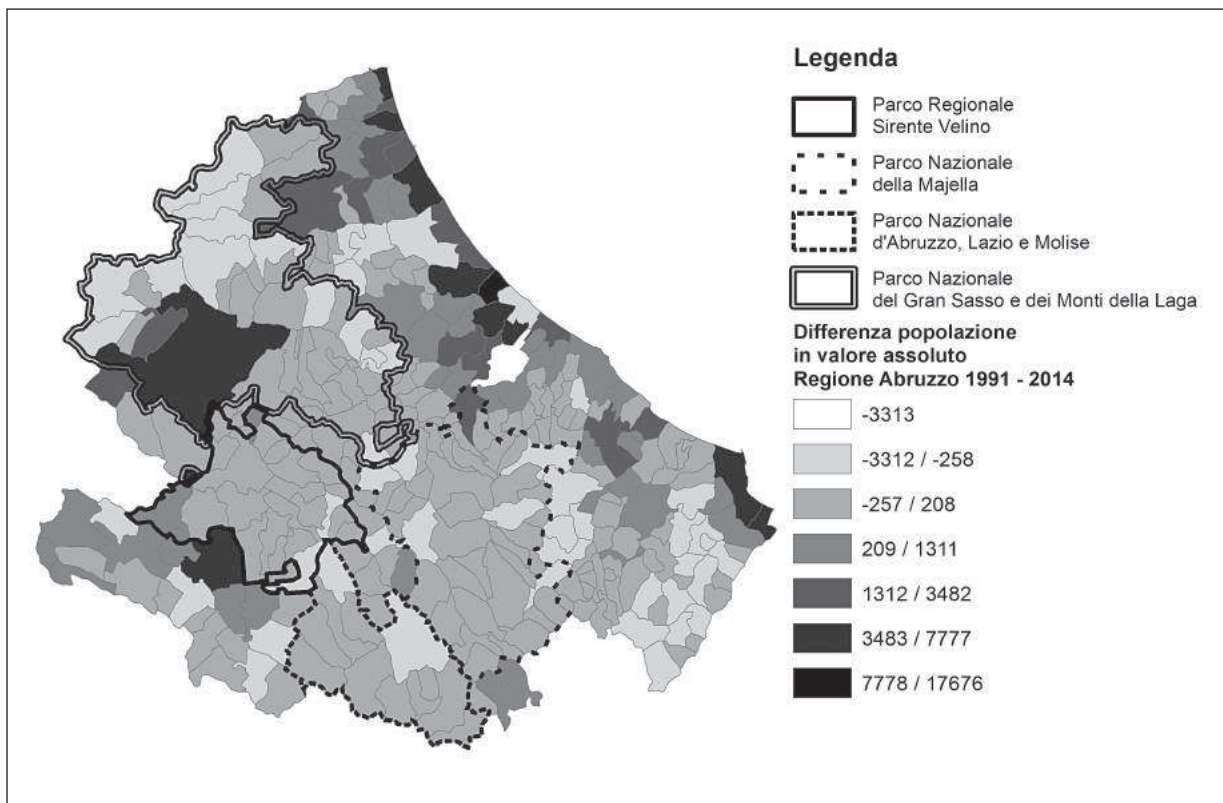 Legenda
Parco Regionale
Sirente Velino
Parco Nazionale
della Majella
Parco Nazionale
d'Abruzzo, Lazio e Molise
Parco Nazionale
del Gran Sasso e dei Monti della Laga
Differenza popolazione
in valore assoluto
Regione Abruzzo 1991 - 2014
-3313
-3312 / -258
-257 / 208
209 / 1311
1312 / 3482
3483 / 7777
7778 / 17676